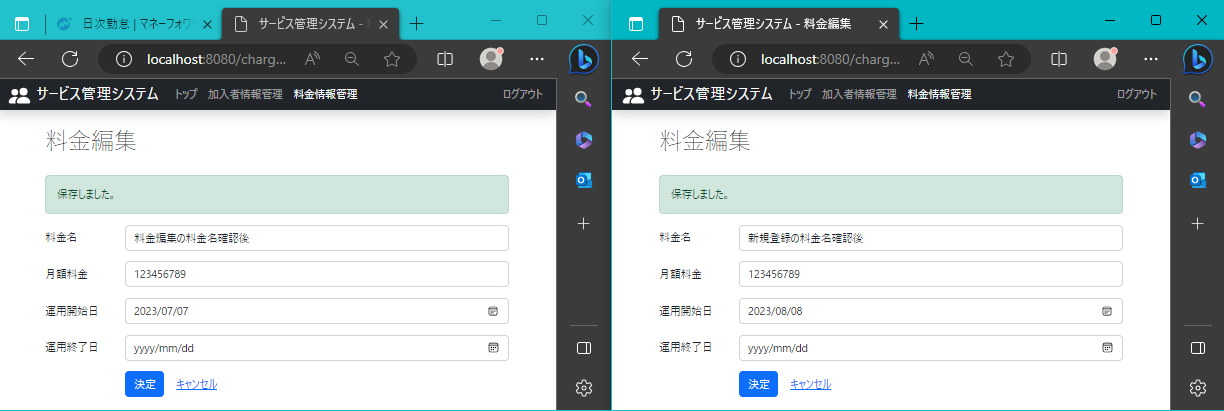 日次勤怠 | マネーフォワ
サービス管理システム -
localhost:8080/charg...
サービス管理システム トップ 加入者情報管理 料金情報管理 ログアウト
料金編集
保存しました。
料金名 料金編集の料金名確認後
月額料金 123456789
運用開始日 2023/07/07
運用終了日 yyyy/mm/dd
決定 キャンセル
サービス管理システム - 料金編集
localhost:8080/charg...
サービス管理システム トップ 加入者情報管理 料金情報管理 ログアウト
料金編集
保存しました。
料金名 新規登録の料金名確認後
月額料金 123456789
運用開始日 2023/08/08
運用終了日 yyyy/mm/dd
決定 キャンセル